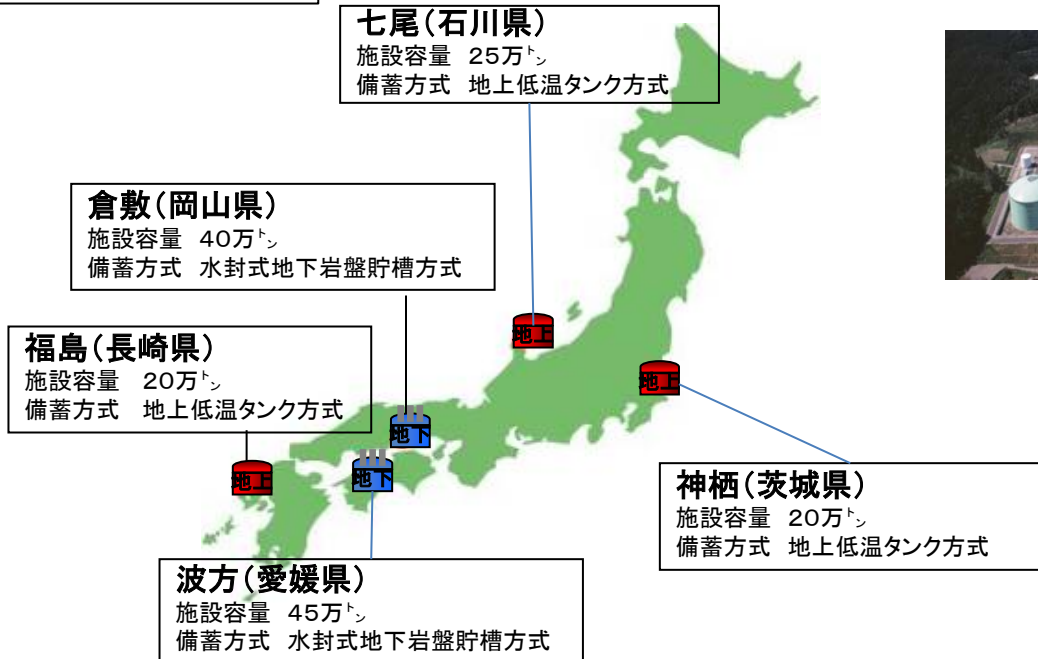 七尾(石川県)
施設容量 25万㌧
備蓄方式 地上低温タンク方式
倉敷(岡山県)
施設容量 40万㌧
備蓄方式 水封式地下岩盤貯槽方式
福島(長崎県)
施設容量 20万㌧
備蓄方式 地上低温タンク方式
地上
地上
地下
地下
地上
神栖(茨城県)
施設容量 20万㌧
備蓄方式 地上低温タンク方式
波方(愛媛県)
施設容量 45万㌧
備蓄方式 水封式地下岩盤貯槽方式